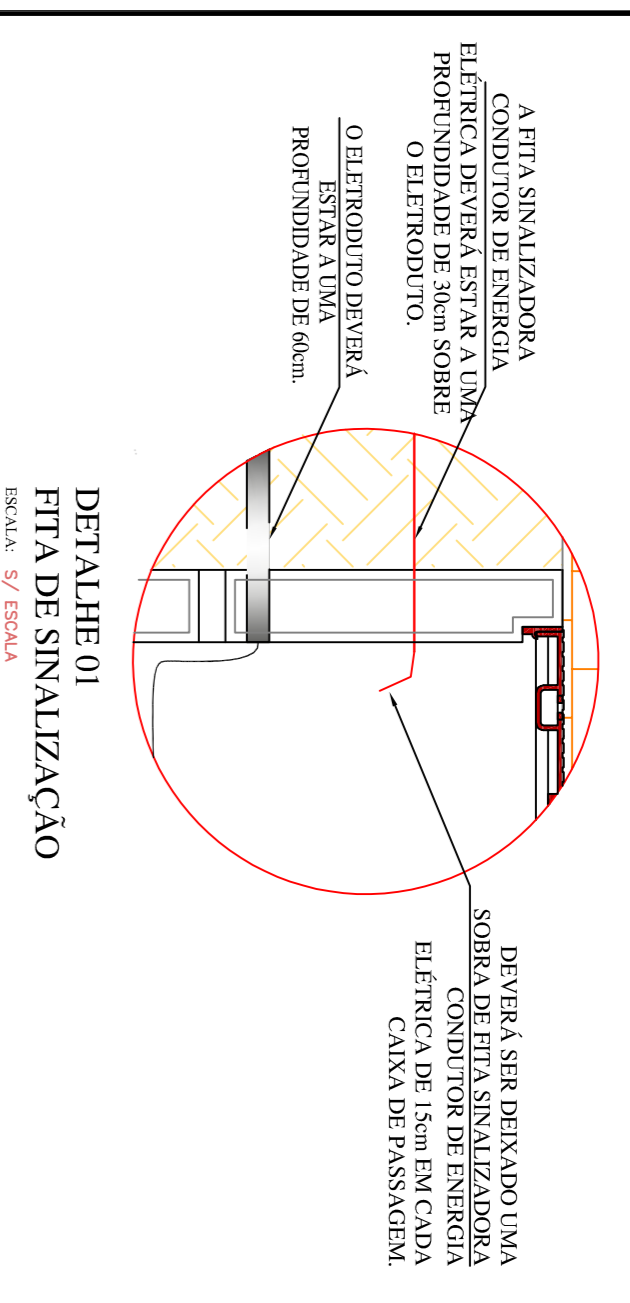 A FITA SINALIZADORA
CONDUTOR DE ENERGIA
ELÉTRICA DEVERÁ ESTAR A UMA
PROFUNDIDADE DE 30cm SOBRE
O ELETRODUTO.
O ELETRODUTO DEVERÁ
ESTAR A UMA
PROFUNDIDADE DE 60cm.
DEVERÁ SER DEIXADO UMA
SOBRA DE FITA SINALIZADORA
CONDUTOR DE ENERGIA
ELÉTRICA DE 15cm EM CADA
CAIXA DE PASSAGEM.
DETALHE 01
FITA DE SINALIZAÇÃO
ESCALA: S/ ESCALA